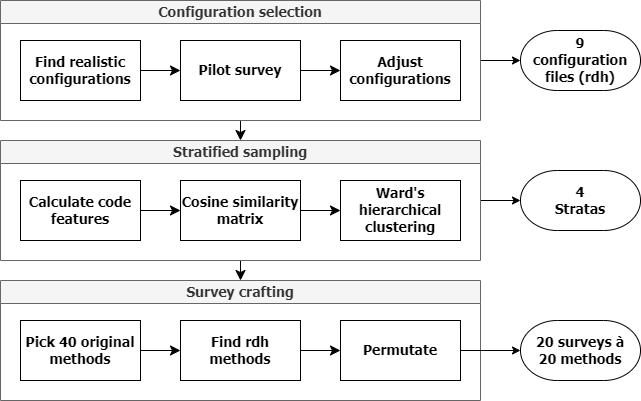 Configuration selection
Find realistic
configurations
Pilot survey
Adjust
configurations
9
configuration
files (rdh)
Stratified sampling
Calculate code
features
Cosine similarity
matrix
Ward's
hierarchical
clustering
4
Stratas
Survey crafting
Pick 40 original
methods
Find rdh
methods
Permutate
20 surveys à
20 methods